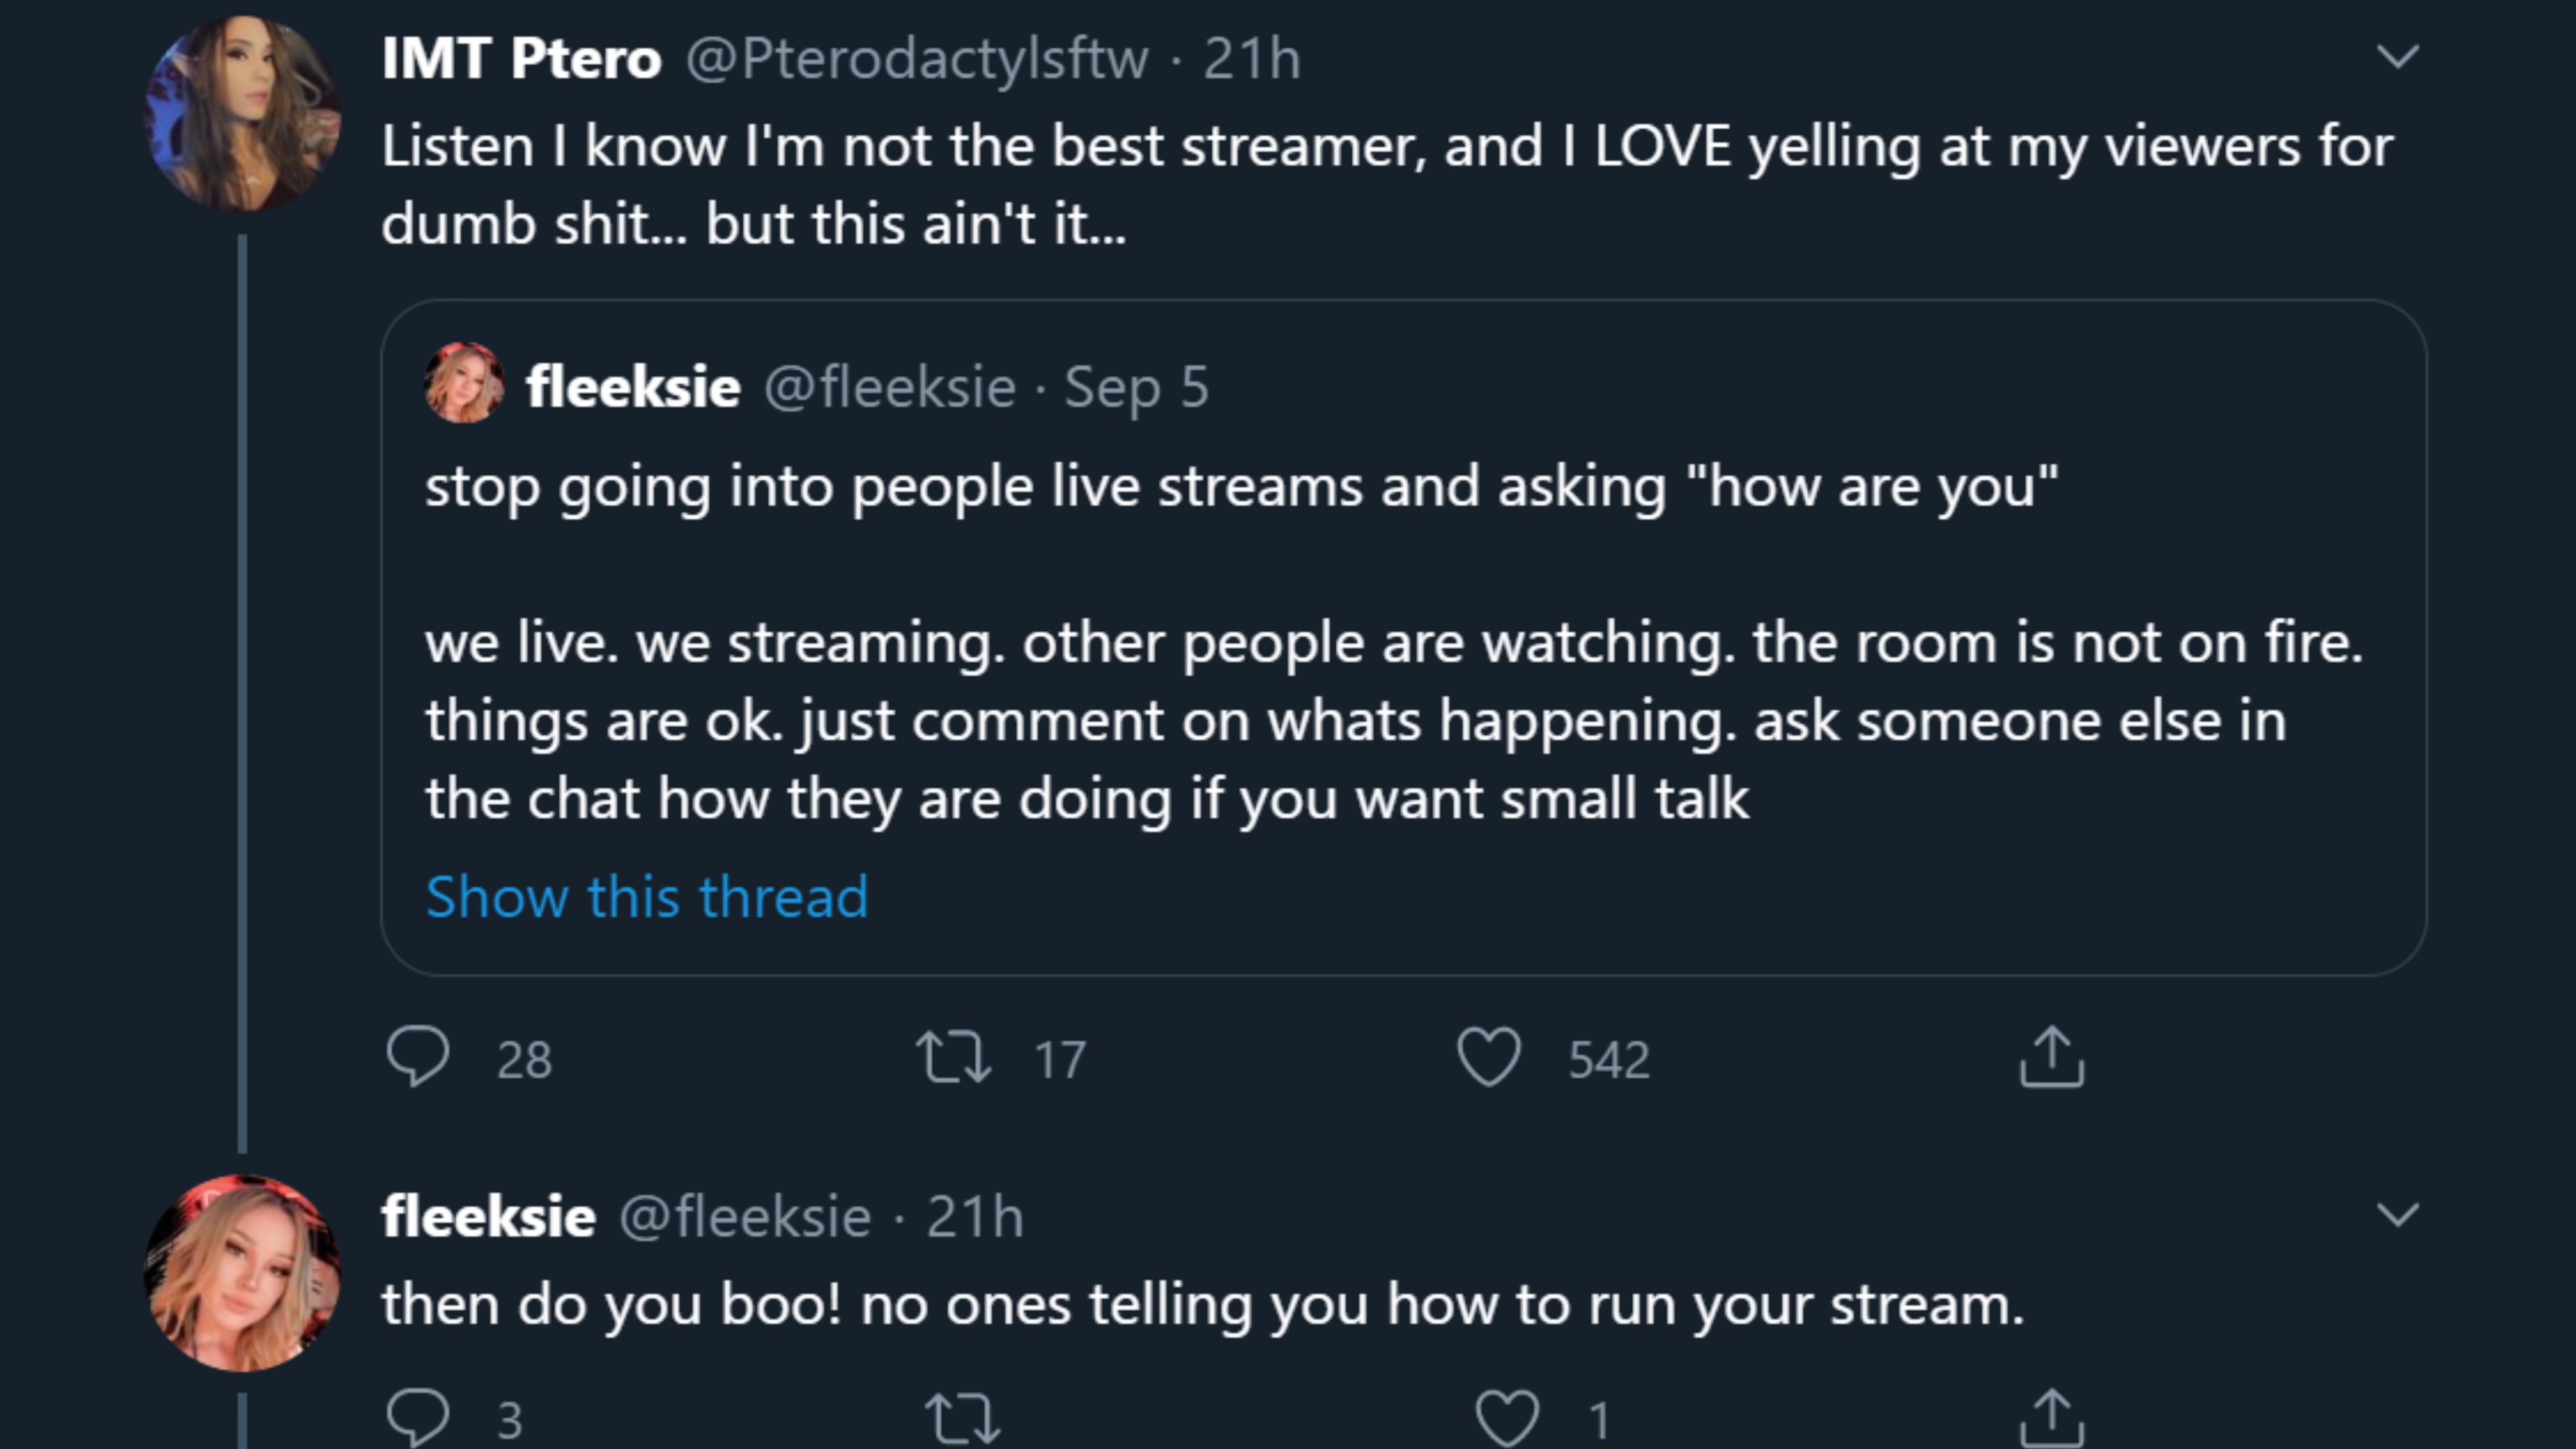 IMT Ptero @Pterodactylsftw · 21h
Listen I know I'm not the best streamer, and I LOVE yelling at my viewers for
dumb shit... but this ain't it...
fleeksie @fleeksie · Sep 5
stop going into people live streams and asking "how are you"
we live. we streaming. other people are watching. the room is not on fire.
things are ok. just comment on whats happening. ask someone else in
the chat how they are doing if you want small talk
Show this thread
28 17 542
fleeksie @fleeksie · 21h
then do you boo! no ones telling you how to run your stream.
3 1